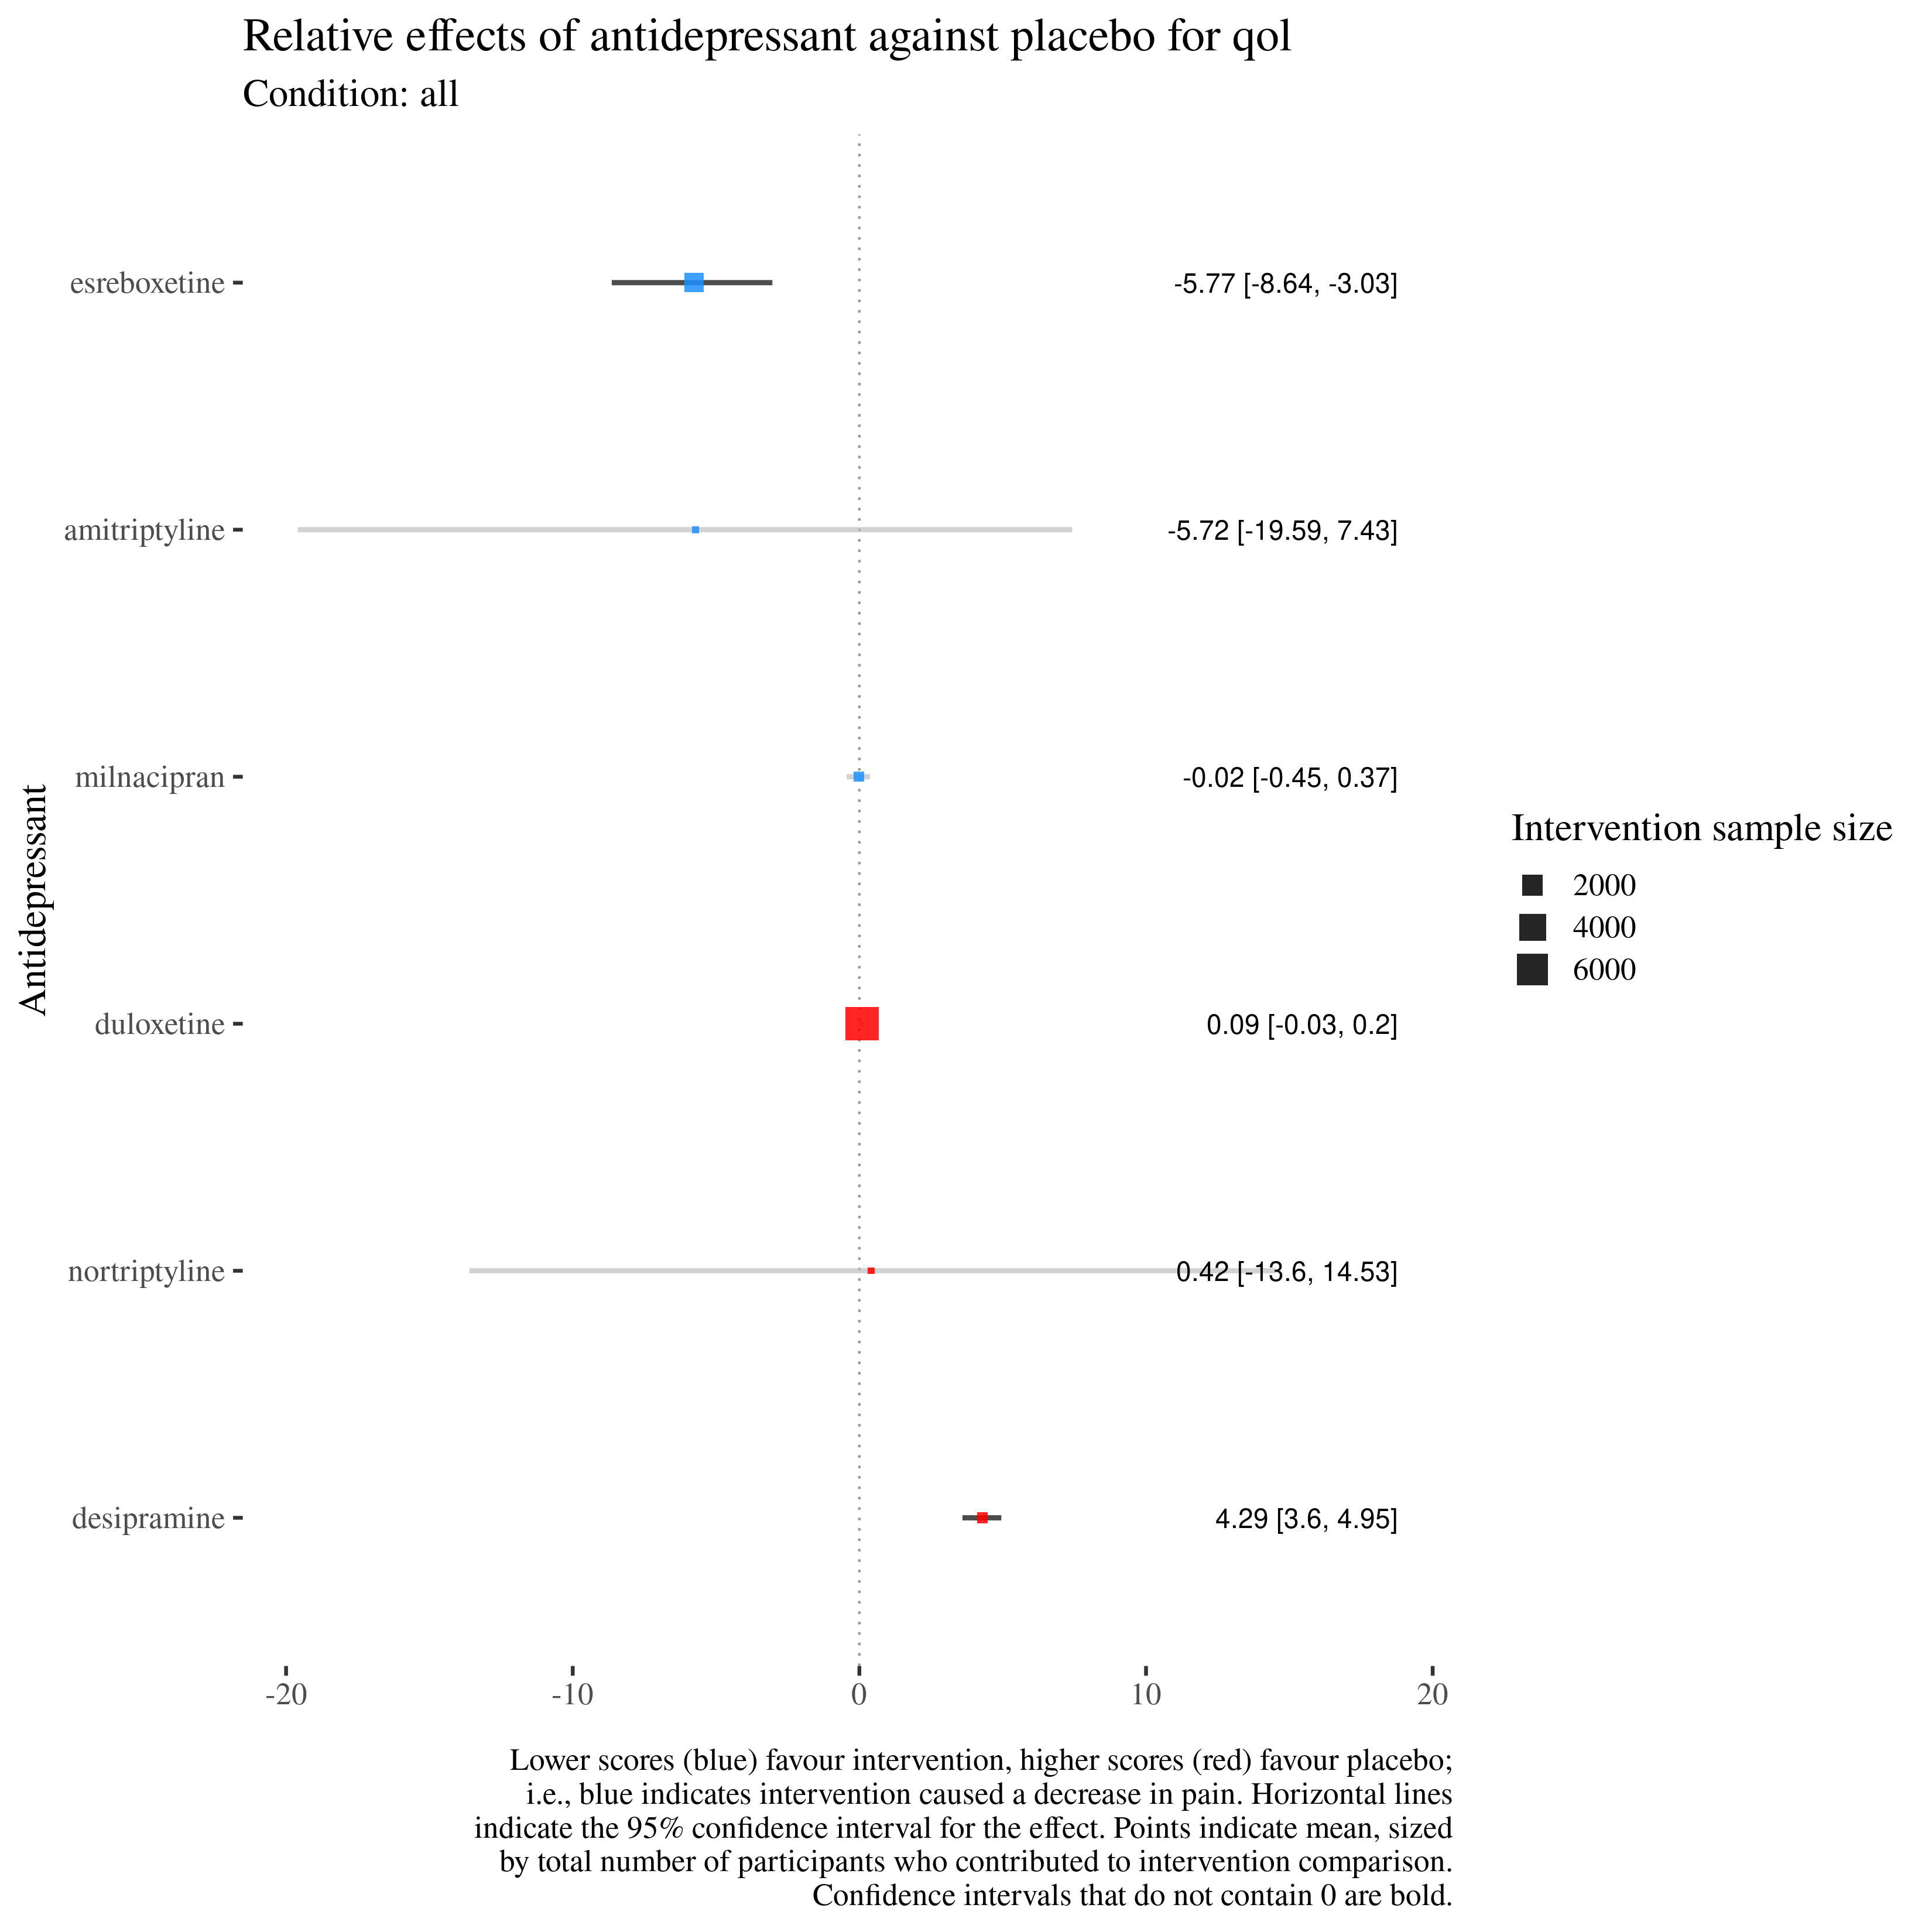 Relative effects of antidepressant against placebo for qol
Condition: all
Antidepressant
esreboxetine
-5.77 [-8.64, -3.03]
amitriptyline
-5.72 [-19.59, 7.43]
milnacipran
-0.02 [-0.45, 0.37]
duloxetine
0.09 [-0.03, 0.2]
nortriptyline
0.42 [-13.6, 14.53]
desipramine
4.29 [3.6, 4.95]
-20 -10 0 10 20
Intervention sample size
2000
4000
6000
Lower scores (blue) favour intervention, higher scores (red) favour placebo;
i.e., blue indicates intervention caused a decrease in pain. Horizontal lines
indicate the 95% confidence interval for the effect. Points indicate mean, sized
by total number of participants who contributed to intervention comparison.
Confidence intervals that do not contain 0 are bold.